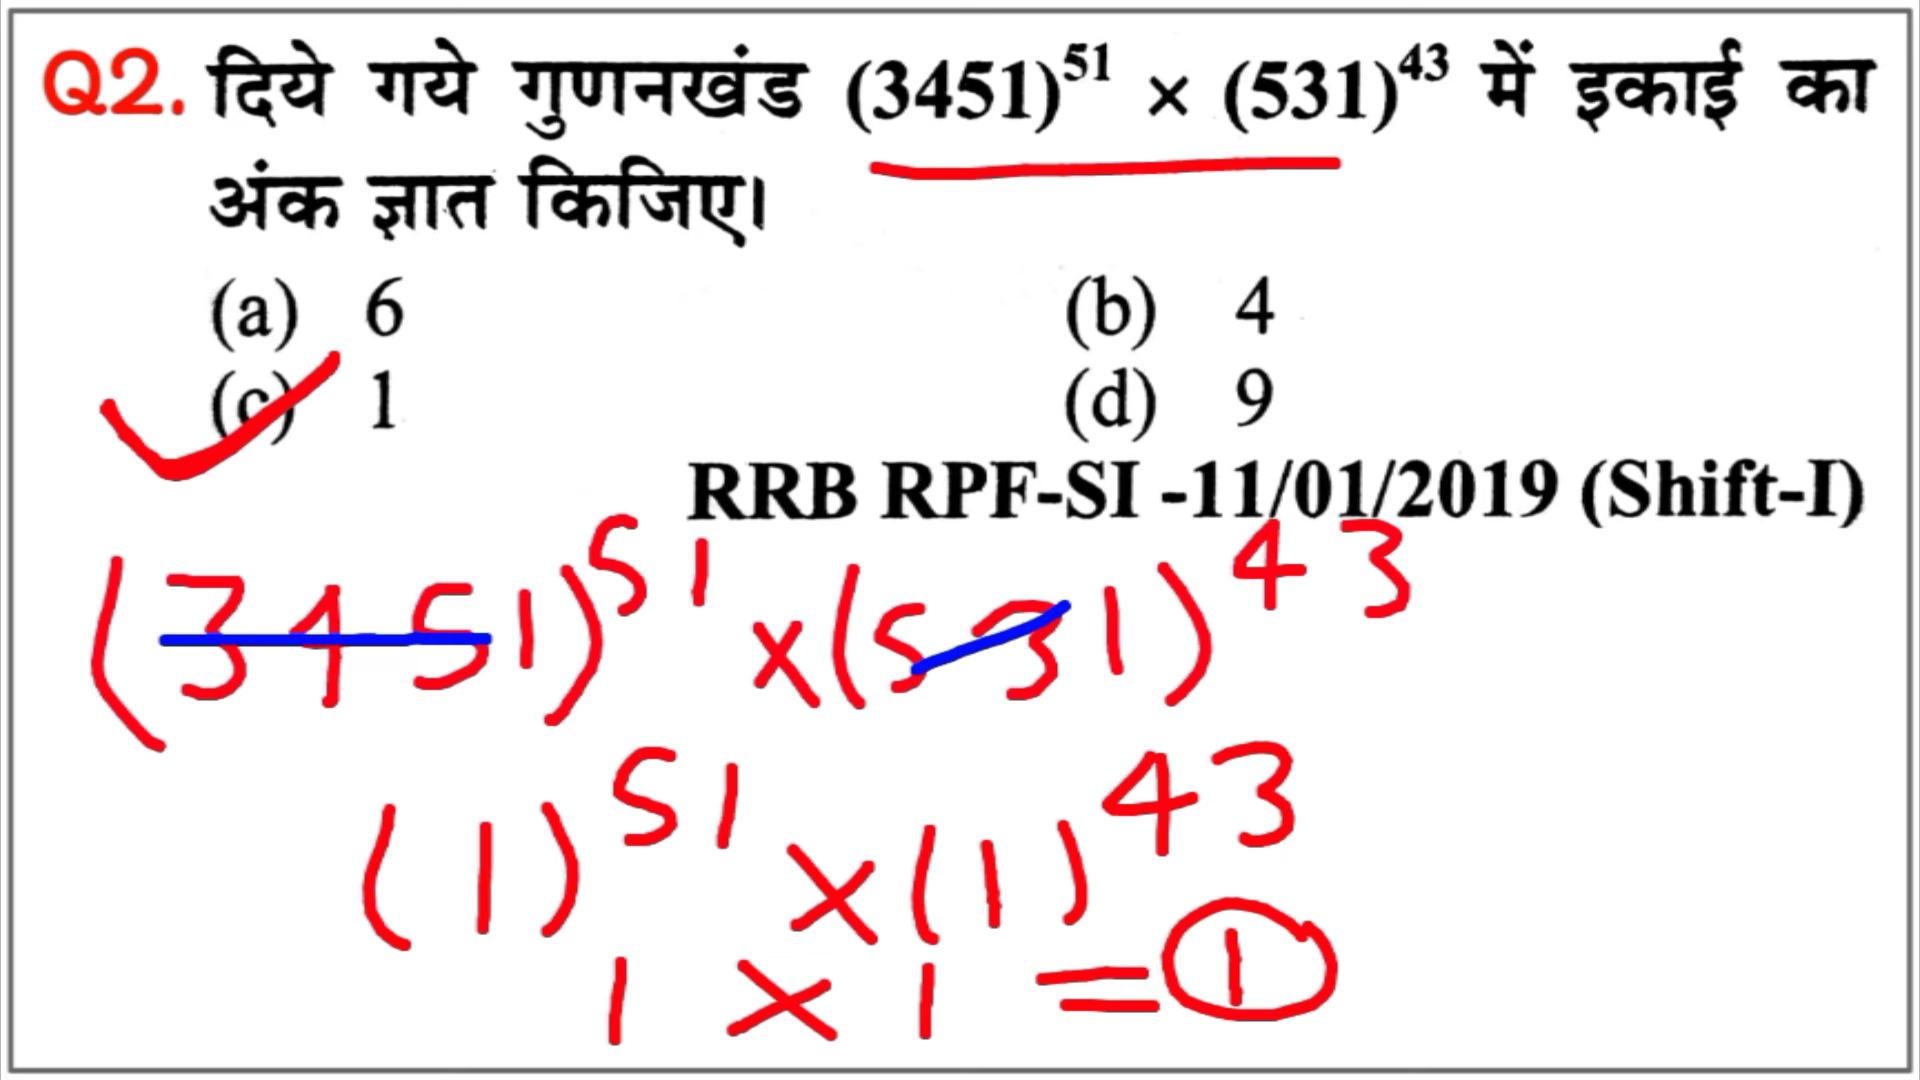 Q2. दिये गये गुणनखंड (3451)⁵¹ × (531)⁴³ में इकाई का
अंक ज्ञात किजिए।
(a) 6 (b) 4
(c) 1 (d) 9
RRB RPF-SI -11/01/2019 (Shift-I)
(3451)⁵¹ × (531)⁴³
(1)⁵¹ × (1)⁴³
1 × 1 = 1